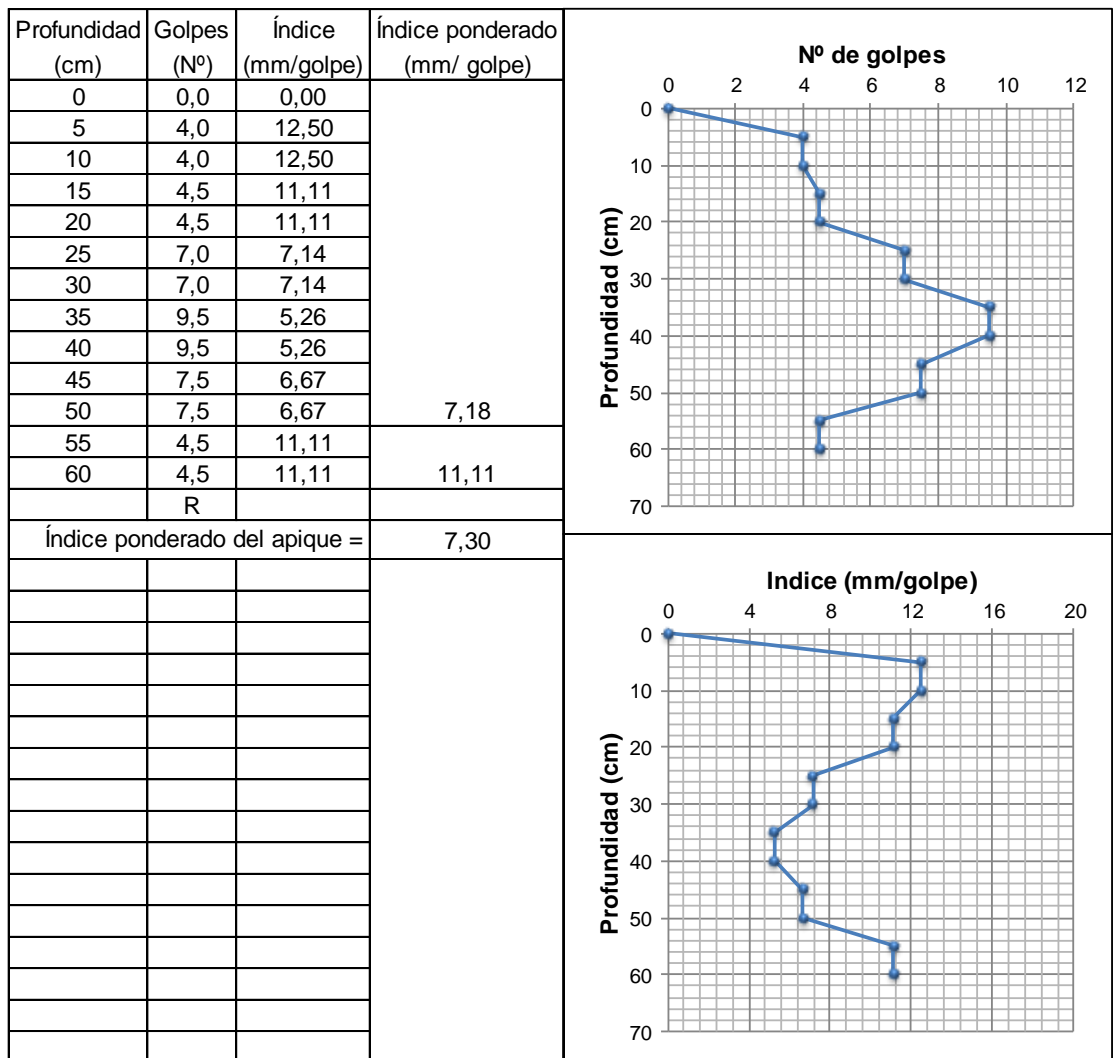 Profundidad Golpes Índice Índice ponderado
(cm) (Nº) (mm/golpe) (mm/ golpe)
0 0,0 0,00
5 4,0 12,50
10 4,0 12,50
15 4,5 11,11
20 4,5 11,11
25 7,0 7,14
30 7,0 7,14
35 9,5 5,26
40 9,5 5,26
45 7,5 6,67
50 7,5 6,67 7,18
55 4,5 11,11
60 4,5 11,11 11,11
R
Índice ponderado del apique = 7,30
Nº de golpes
0 2 4 6 8 10 12
Profundidad (cm)
0
10
20
30
40
50
60
70
Indice (mm/golpe)
0 4 8 12 16 20
Profundidad (cm)
0
10
20
30
40
50
60
70